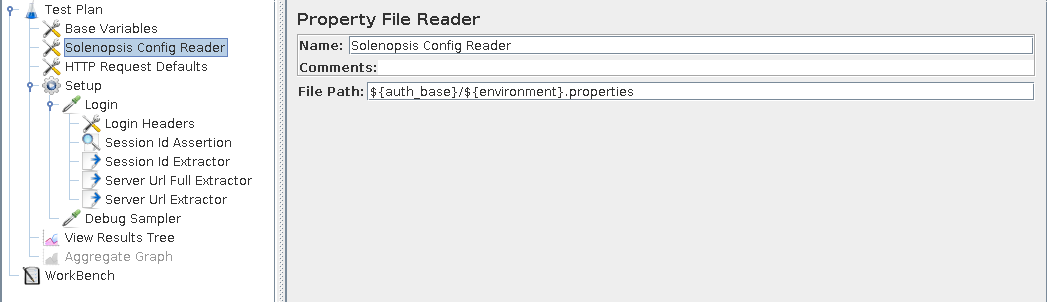 Test Plan
Base Variables
Solenopsis Config Reader
HTTP Request Defaults
Setup
Login
Login Headers
Session Id Assertion
Session Id Extractor
Server Url Full Extractor
Server Url Extractor
Debug Sampler
View Results Tree
Aggregate Graph
WorkBench
Property File Reader
Name: Solenopsis Config Reader
Comments:
File Path: ${auth_base}/${environment}.properties